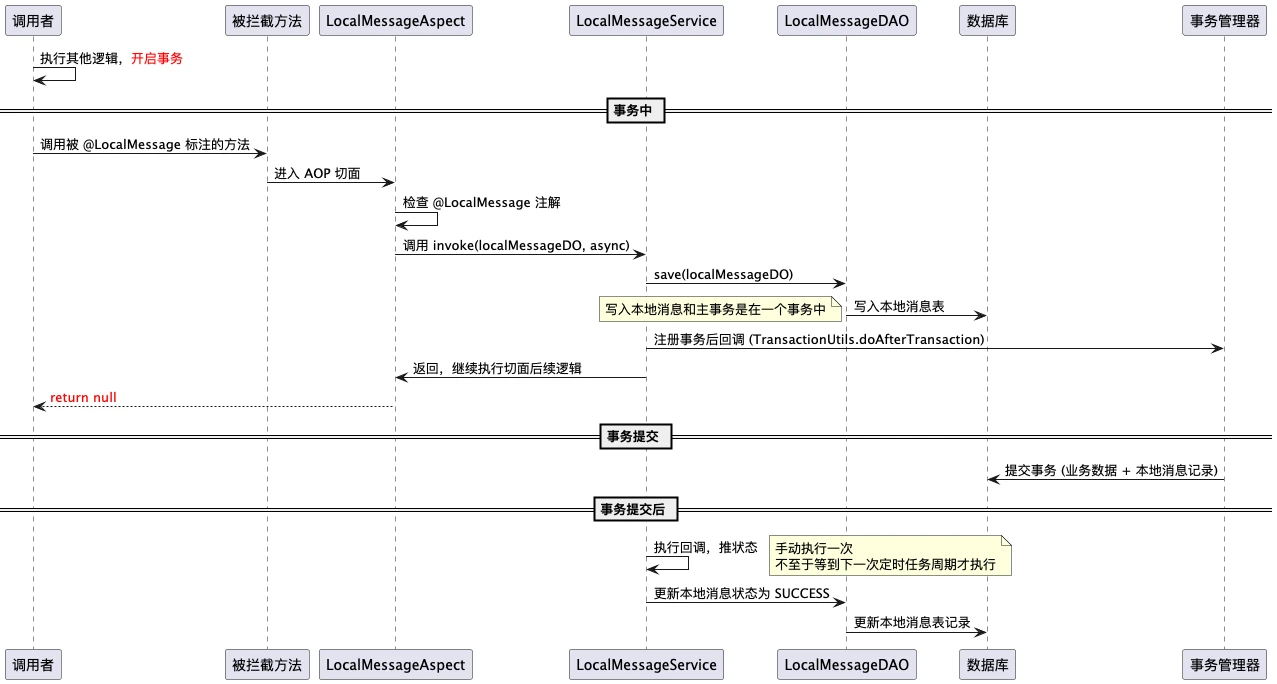 调用者
被拦截方法
LocalMessageAspect
LocalMessageService
LocalMessageDAO
数据库
事务管理器
执行其他逻辑，开启事务
事务中
调用被 @LocalMessage 标注的方法
进入 AOP 切面
检查 @LocalMessage 注解
调用 invoke(localMessageDO, async)
save(localMessageDO)
写入本地消息和主事务是在一个事务中
写入本地消息表
注册事务后回调 (TransactionUtils.doAfterTransaction)
返回，继续执行切面后续逻辑
return null
事务提交
提交事务 (业务数据 + 本地消息记录)
事务提交后
执行回调，推状态
手动执行一次
不至于等到下一次定时任务周期才执行
更新本地消息状态为 SUCCESS
更新本地消息表记录
调用者
被拦截方法
LocalMessageAspect
LocalMessageService
LocalMessageDAO
数据库
事务管理器